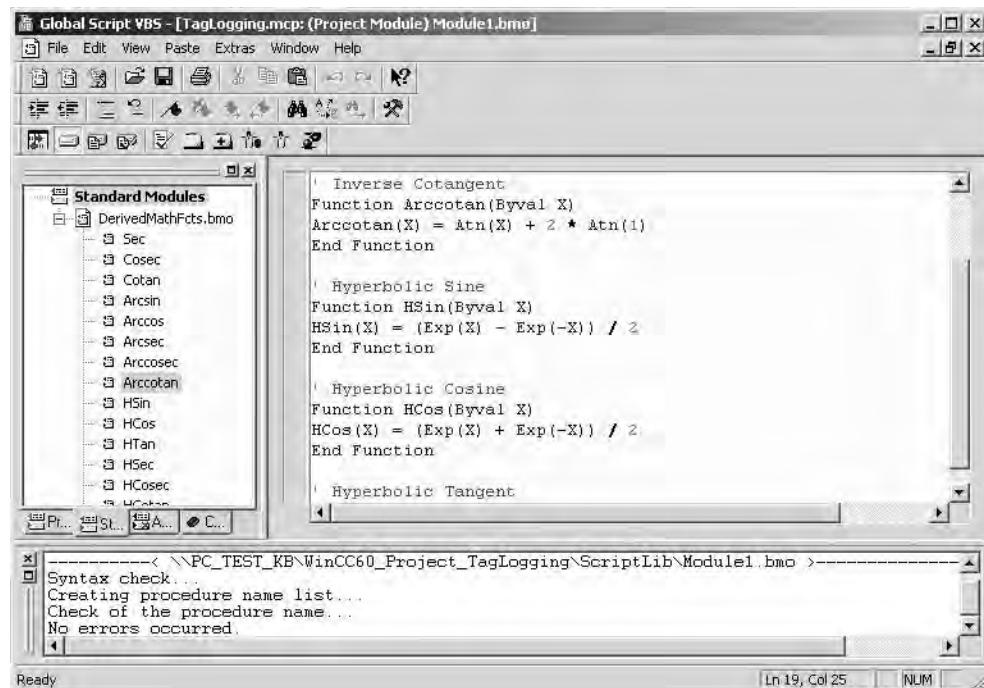 Global Script VBS - [TagLogging.mcp: (Project Module) Module1.bmo]
File Edit View Paste Extras Window Help
Standard Modules
DerivedMathFcts.bmo
Sec
Cosec
Cotan
Arcsin
Arccos
Arcsec
Arccosec
Arccotan
HSin
HCos
HTan
HSec
HCosec
HCotan
Pr... St... A... C...
' Inverse Cotangent
Function Arccotan(Byval X)
Arccotan(X) = Atn(X) + 2 * Atn(1)
End Function
' Hyperbolic Sine
Function HSin(Byval X)
HSin(X) = (Exp(X) - Exp(-X)) / 2
End Function
' Hyperbolic Cosine
Function HCos(Byval X)
HCos(X) = (Exp(X) + Exp(-X)) / 2
End Function
' Hyperbolic Tangent
-----------< \\PC_TEST_KB\WinCC60_Project_TagLogging\ScriptLib\Module1.bmo >---------------
Syntax check...
Creating procedure name list...
Check of the procedure name...
No errors occurred.
Ready
Ln 19, Col 25 NUM